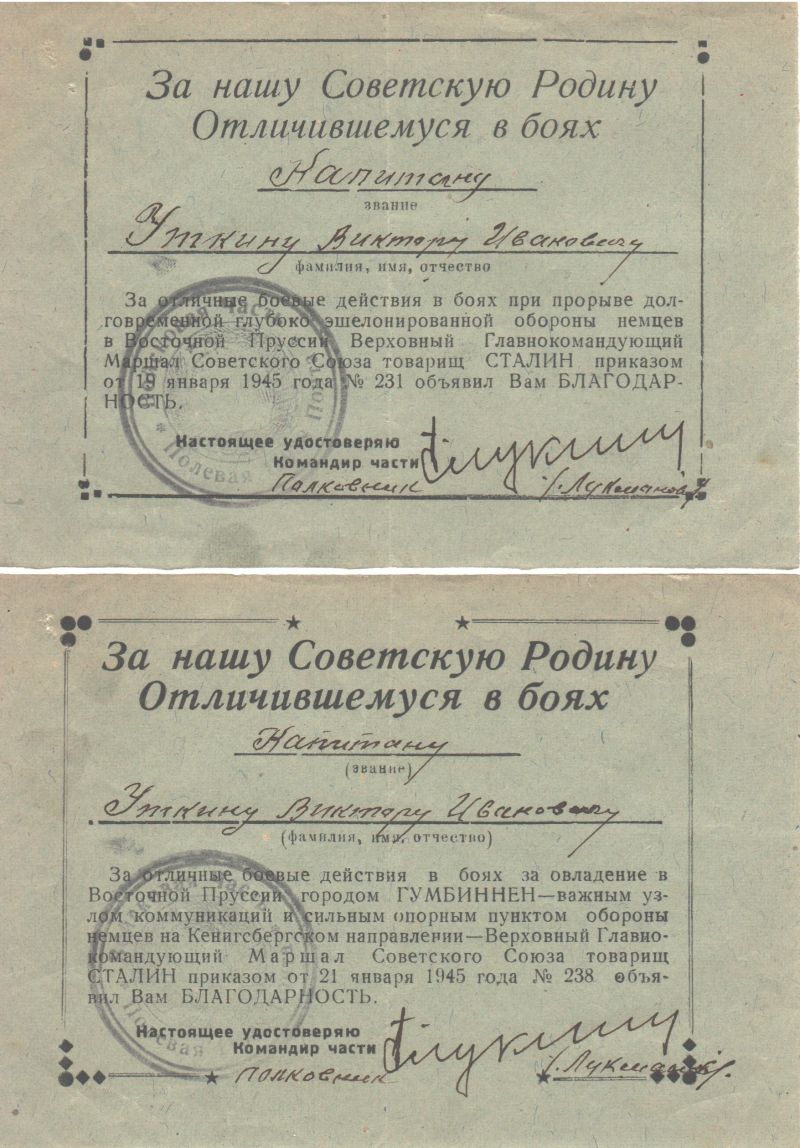 За нашу Советскую Родину
Отличившемуся в боях
Капитану
звание
Уткину Виктору Ивановичу
фамилия, имя, отчество
За отличные боевые действия в боях при прорыве дол-
говременной глубоко эшелонированной обороны немцев
в Восточной Пруссии Верховный Главнокомандующий
Маршал Советского Союза товарищ СТАЛИН приказом
от 19 января 1945 года № 231 объявил Вам БЛАГОДАР-
НОСТЬ.
Настоящее удостоверяю
Командир части
Полковник
Полевая
За нашу Советскую Родину
Отличившемуся в боях
Капитану
(звание)
Уткину Виктору Ивановичу
(фамилия, имя, отчество)
За отличные боевые действия в боях за овладение в
Восточной Пруссии городом ГУМБИННЕН—важным уз-
лом коммуникаций и сильным опорным пунктом обороны
немцев на Кенигсбергском направлении—Верховный Главно-
командующий Маршал Советского Союза товарищ
СТАЛИН приказом от 21 января 1945 года № 238 объя-
вил Вам БЛАГОДАРНОСТЬ.
Настоящее удостоверяю
Командир части
Полковник
Полевая